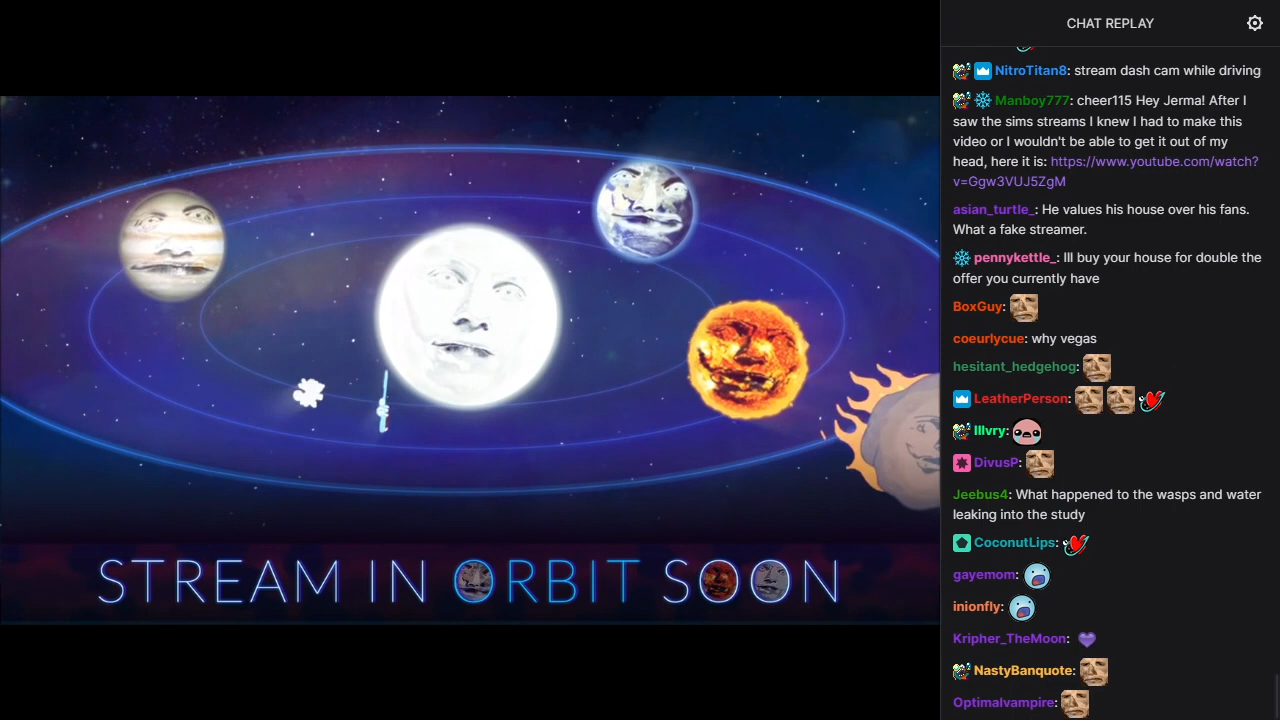 STREAM IN ORBIT SOON
CHAT REPLAY
NitroTitan8: stream dash cam while driving
Manboy777: cheer115 Hey Jerma! After I
saw the sims streams I knew I had to make this
video or I wouldn't be able to get it out of my
head, here it is: https://www.youtube.com/watch?
v=Ggw3VUJ5ZgM
asian_turtle_: He values his house over his fans.
What a fake streamer.
pennykettle_: Ill buy your house for double the
offer you currently have
BoxGuy:
coeurlycue: why vegas
hesitant_hedgehog:
LeatherPerson:
DivusP:
Jeebus4: What happened to the wasps and water
leaking into the study
CoconutLips:
gayemom:
inionfly:
Kripher_TheMoon:
NastyBanquote:
Optimalvampire: